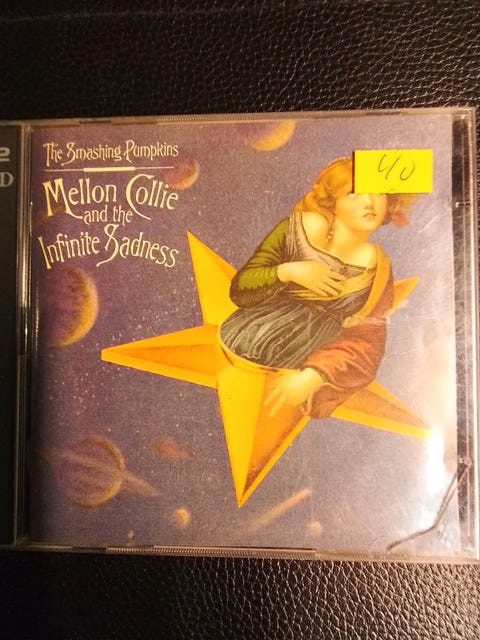 2
The Smashing Pumpkins
Mellon Collie
and the
Infinite Sadness
40